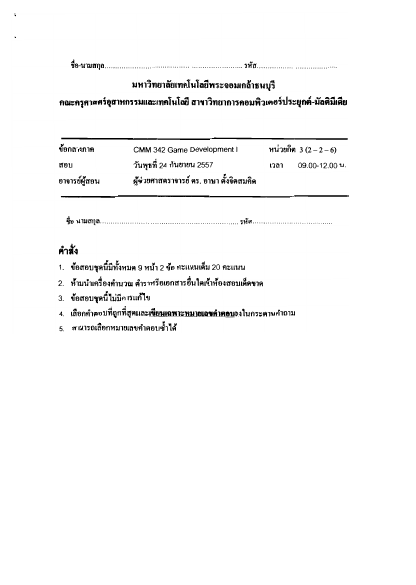 ชื่อ-นามสกุล.................................................................. รหัส..................................
มหาวิทยาลัยเทคโนโลยีพระจอมเกล้าธนบุรี
คณะครุศาสตร์อุตสาหกรรมและเทคโนโลยี สาขาวิทยาการคอมพิวเตอร์ประยุกต์-มัลติมีเดีย
ข้อกลางภาค CMM 342 Game Development I หน่วยกิต 3 (2 – 2 – 6)
สอบ วันพุธที่ 24 กันยายน 2557 เวลา 09.00-12.00 น.
อาจารย์ผู้สอน ผู้ช่วยศาสตราจารย์ ดร. อาษา ตั้งจิตสมคิด
ชื่อ นามสกุล.................................................................. รหัส..................................
คำสั่ง
1. ข้อสอบชุดนี้มีทั้งหมด 9 หน้า 2 ข้อ คะแนนเต็ม 20 คะแนน
2. ห้ามนำเครื่องคำนวณ ตำราหรือเอกสารอื่นใดเข้าห้องสอบเด็ดขาด
3. ข้อสอบชุดนี้ไม่มีการแก้ไข
4. เลือกคำตอบที่ถูกที่สุดและเขียนเฉพาะหมายเลขคำตอบลงในกระดาษคำถาม
5. สามารถเลือกหมายเลขคำตอบซ้ำได้